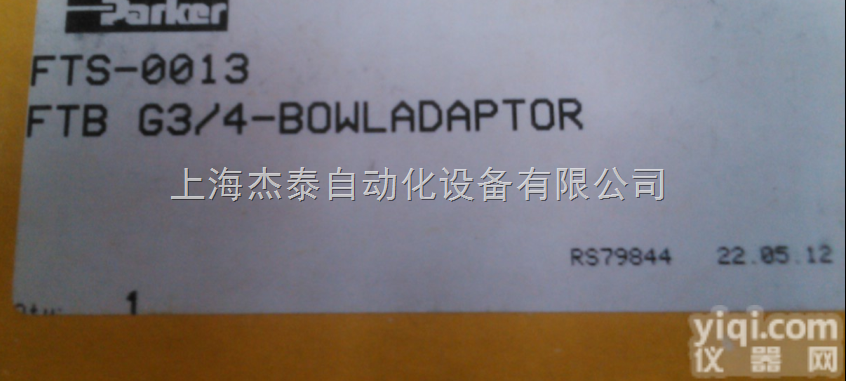 Parker
FTS-0013
FTB G3/4-BOWLADAPTOR
上海杰泰自动化设备有限公司
RS79844 22.05.12
Qty: 1
yiqi.com
仪器网